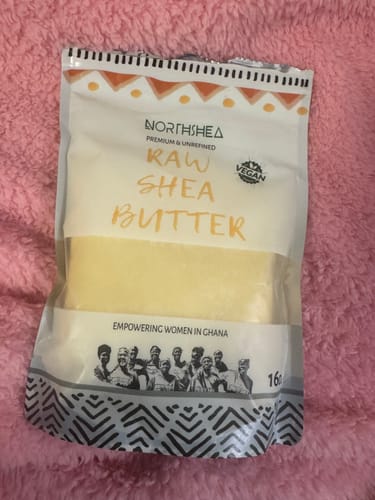 NORTHSHEA
PREMIUM & UNREFINED
RAW
SHEA
BUTTER
VEGAN
EMPOWERING WOMEN IN GHANA